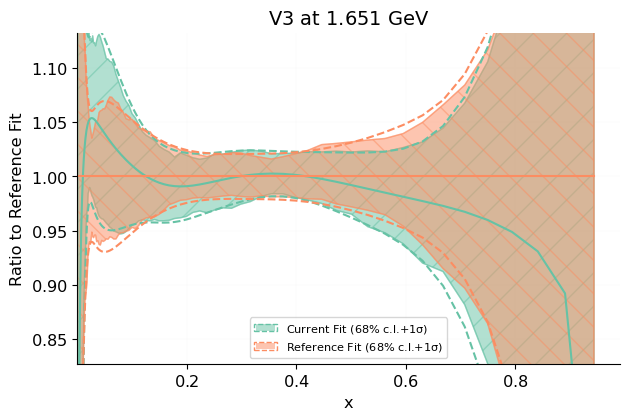 V3 at 1.651 GeV
Ratio to Reference Fit
1.10
1.05
1.00
0.95
0.90
0.85
Current Fit (68% c.l.+1σ)
Reference Fit (68% c.l.+1σ)
0.2 0.4 0.6 0.8
x